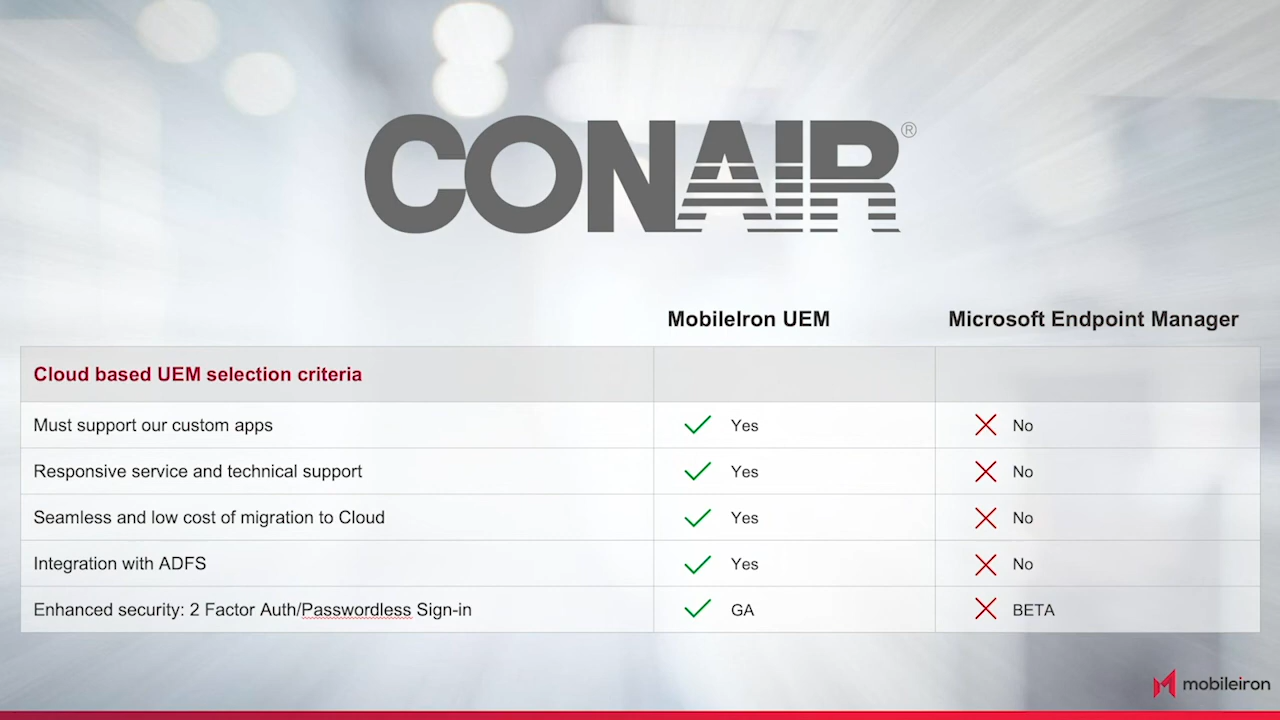 CONAIR®
MobileIron UEM Microsoft Endpoint Manager
Cloud based UEM selection criteria
Must support our custom apps Yes No
Responsive service and technical support Yes No
Seamless and low cost of migration to Cloud Yes No
Integration with ADFS Yes No
Enhanced security: 2 Factor Auth/Passwordless Sign-in GA BETA
mobileiron